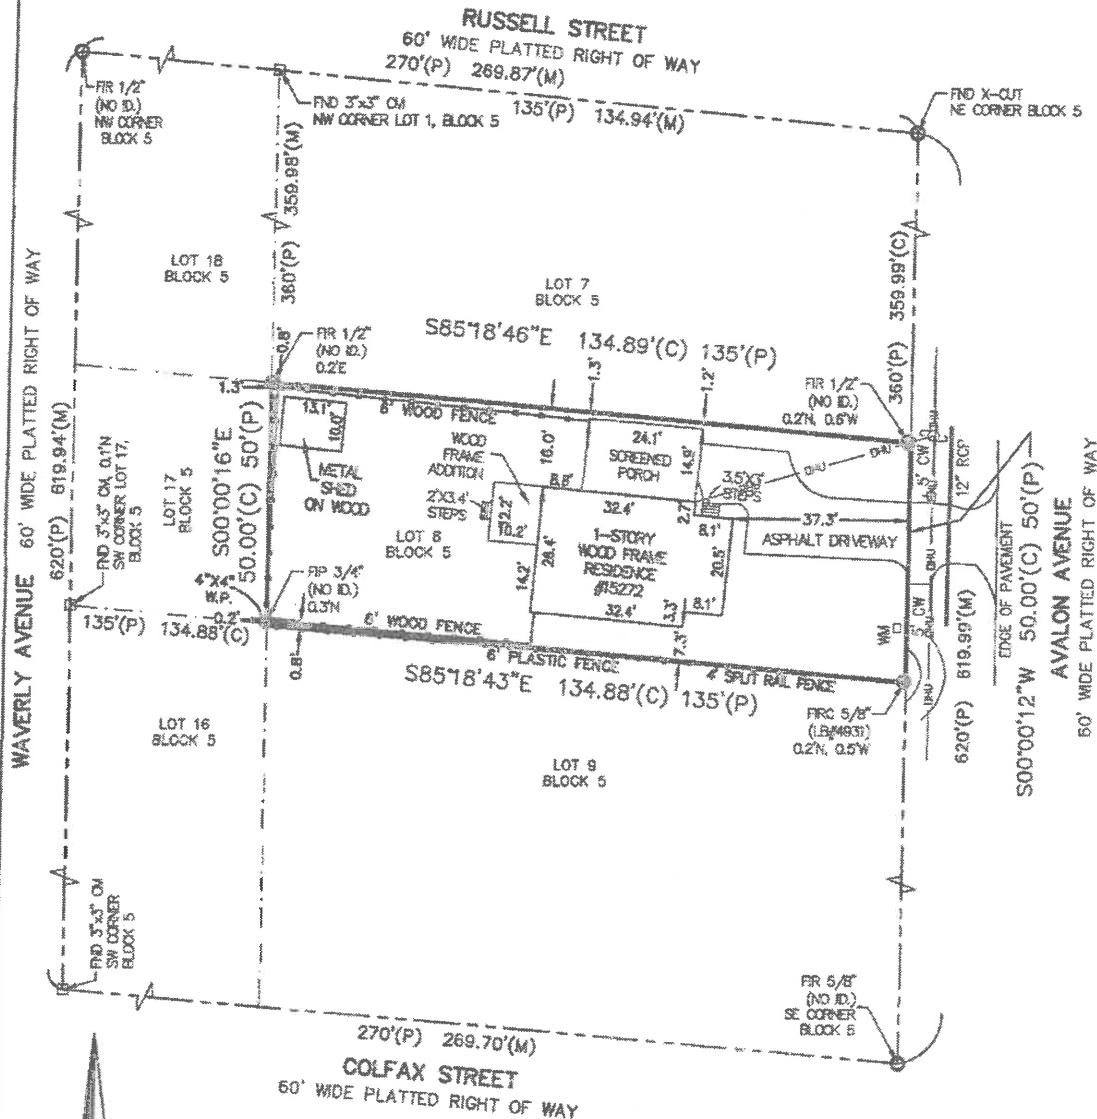 RUSSELL STREET
60' WIDE PLATTED RIGHT OF WAY
270'(P) 269.87'(M)
135'(P) 134.94'(M)
FIR 1/2"
(NO ID.)
NW CORNER
BLOCK 5
FND 3"x3" CM
NW CORNER LOT 1, BLOCK 5
FND X-CUT
NE CORNER BLOCK 5
360'(P) 359.98'(M)
360'(P) 359.99'(C)
LOT 18
BLOCK 5
LOT 7
BLOCK 5
S85°18'46"E 134.89'(C) 135'(P)
0.8'
FIR 1/2"
(NO ID.)
0.2'E
1.3'
1.3'
1.2'
FIR 1/2"
(NO ID.)
0.2'N, 0.6'W
WAVERLY AVENUE 60' WIDE PLATTED RIGHT OF WAY
620'(P) 619.94'(M)
FND 3"x3" CM, 0.1'N
SW CORNER LOT 17,
BLOCK 5
LOT 17
BLOCK 5
S00°00'16"E
50.00'(C) 50'(P)
13.1'
10.0'
METAL
SHED
ON WOOD
6' WOOD FENCE
WOOD
FRAME
ADDITION
16.0'
24.1'
SCREENED
PORCH
14.9'
8.8'
2'X3.4'
STEPS
12.2'
10.2'
32.4'
2.7'
3.5'X3'
STEPS
8.1'
37.3'
ASPHALT DRIVEWAY
LOT 8
BLOCK 5
28.4'
14.2'
1-STORY
WOOD FRAME
RESIDENCE
#15272
20.5'
32.4'
3.3'
8.1'
OHU
OHU
OHU
OHU
OHU
OHU
5' CW
12" RCP
5' CW
WM
EDGE OF PAVEMENT
620'(P) 619.99'(M)
S00°00'12"W 50.00'(C) 50'(P)
AVALON AVENUE
60' WIDE PLATTED RIGHT OF WAY
4"X4"
W.P.
0.2'
FIP 3/4"
(NO ID.)
0.3'N
135'(P) 134.88'(C)
6' WOOD FENCE
0.8'
6' PLASTIC FENCE
7.3'
4' SPLIT RAIL FENCE
S85°18'43"E 134.88'(C) 135'(P)
FIRC 5/8"
0.2'N, 0.5'W
LOT 16
BLOCK 5
LOT 9
BLOCK 5
FND 3"x3" CM
SW CORNER
BLOCK 5
FIR 5/8"
(NO ID.)
SE CORNER
BLOCK 5
270'(P) 269.70'(M)
COLFAX STREET
60' WIDE PLATTED RIGHT OF WAY